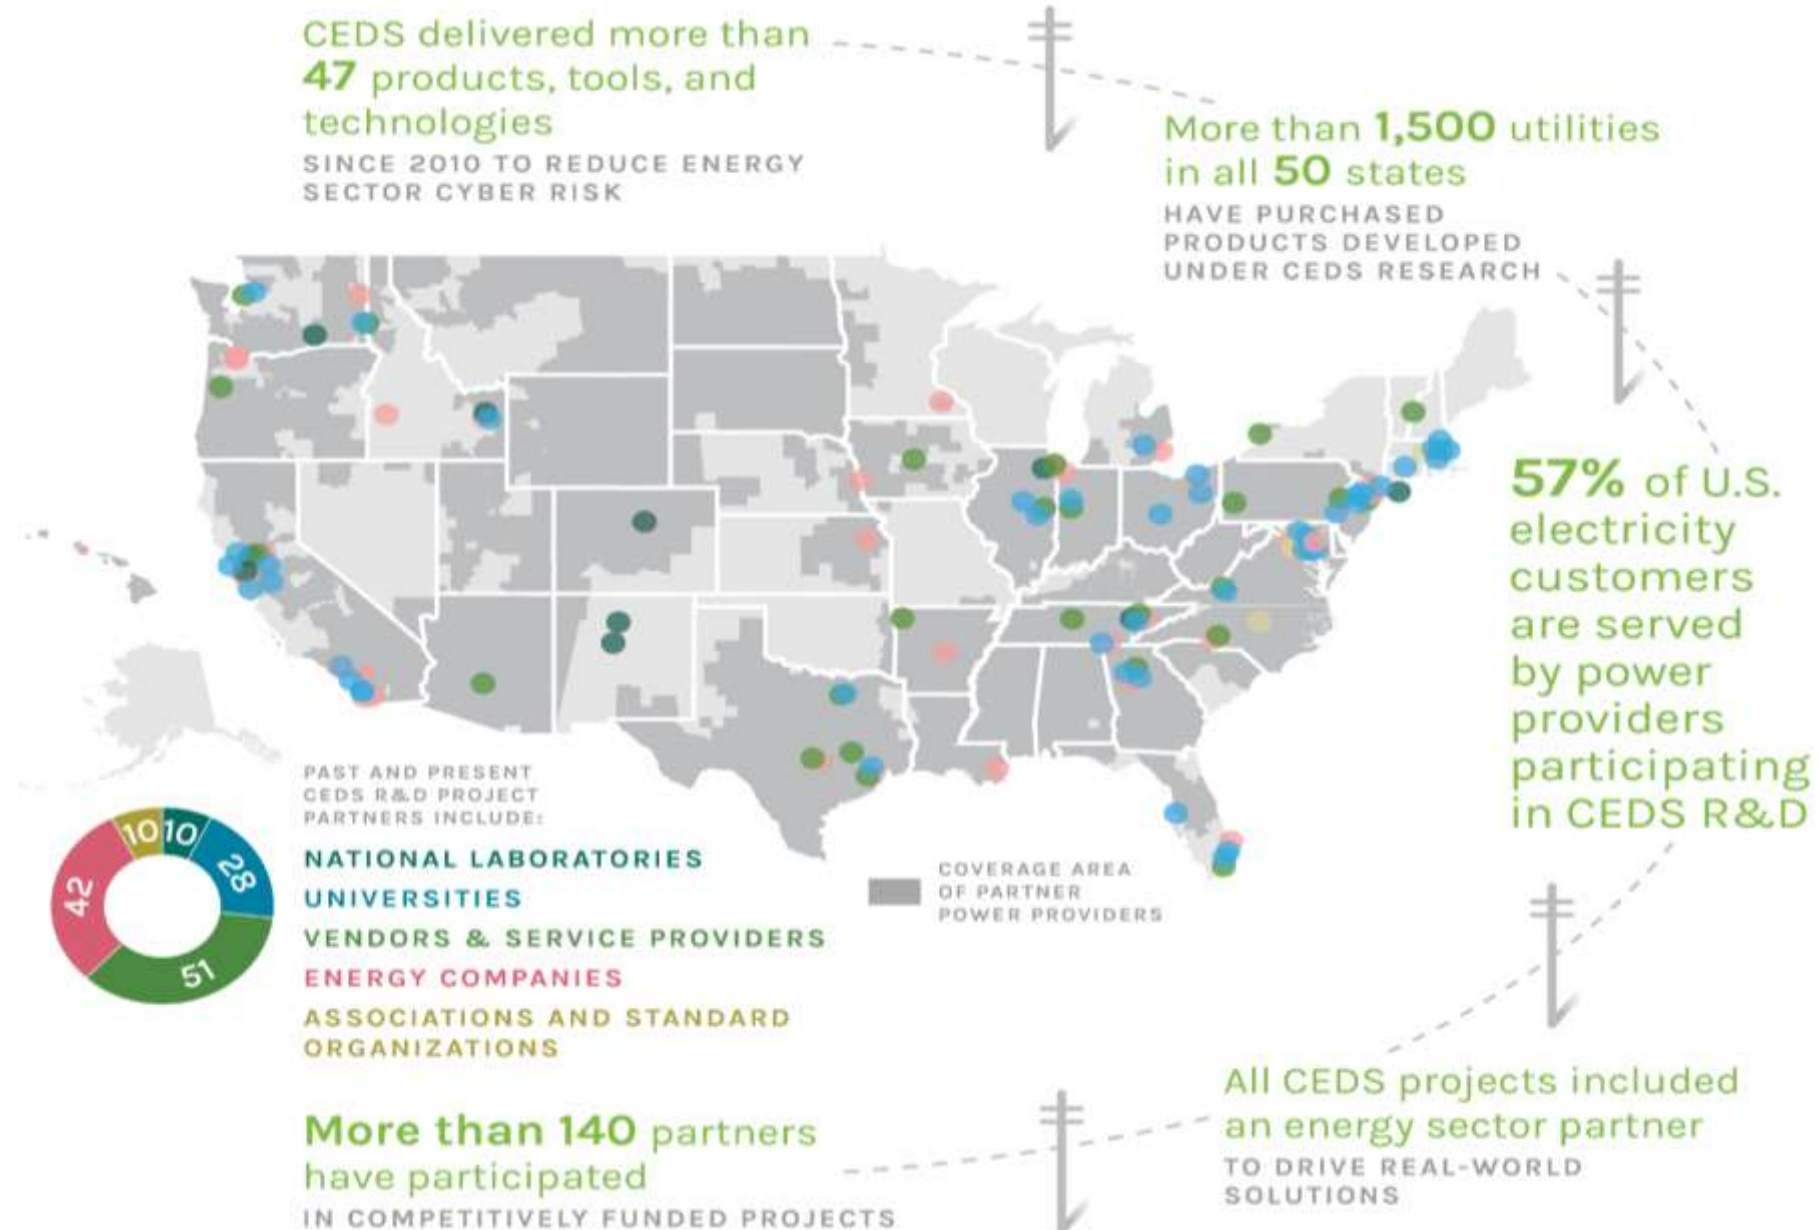 CEDS delivered more than
47 products, tools, and
technologies
SINCE 2010 TO REDUCE ENERGY
SECTOR CYBER RISK
More than 1,500 utilities
in all 50 states
HAVE PURCHASED
PRODUCTS DEVELOPED
UNDER CEDS RESEARCH
57% of U.S.
electricity
customers
are served
by power
providers
participating
in CEDS R&D
PAST AND PRESENT
CEDS R&D PROJECT
PARTNERS INCLUDE:
NATIONAL LABORATORIES
UNIVERSITIES
VENDORS & SERVICE PROVIDERS
ENERGY COMPANIES
ASSOCIATIONS AND STANDARD
ORGANIZATIONS
10
10
28
42
51
COVERAGE AREA
OF PARTNER
POWER PROVIDERS
All CEDS projects included
an energy sector partner
TO DRIVE REAL-WORLD
SOLUTIONS
More than 140 partners
have participated
IN COMPETITIVELY FUNDED PROJECTS